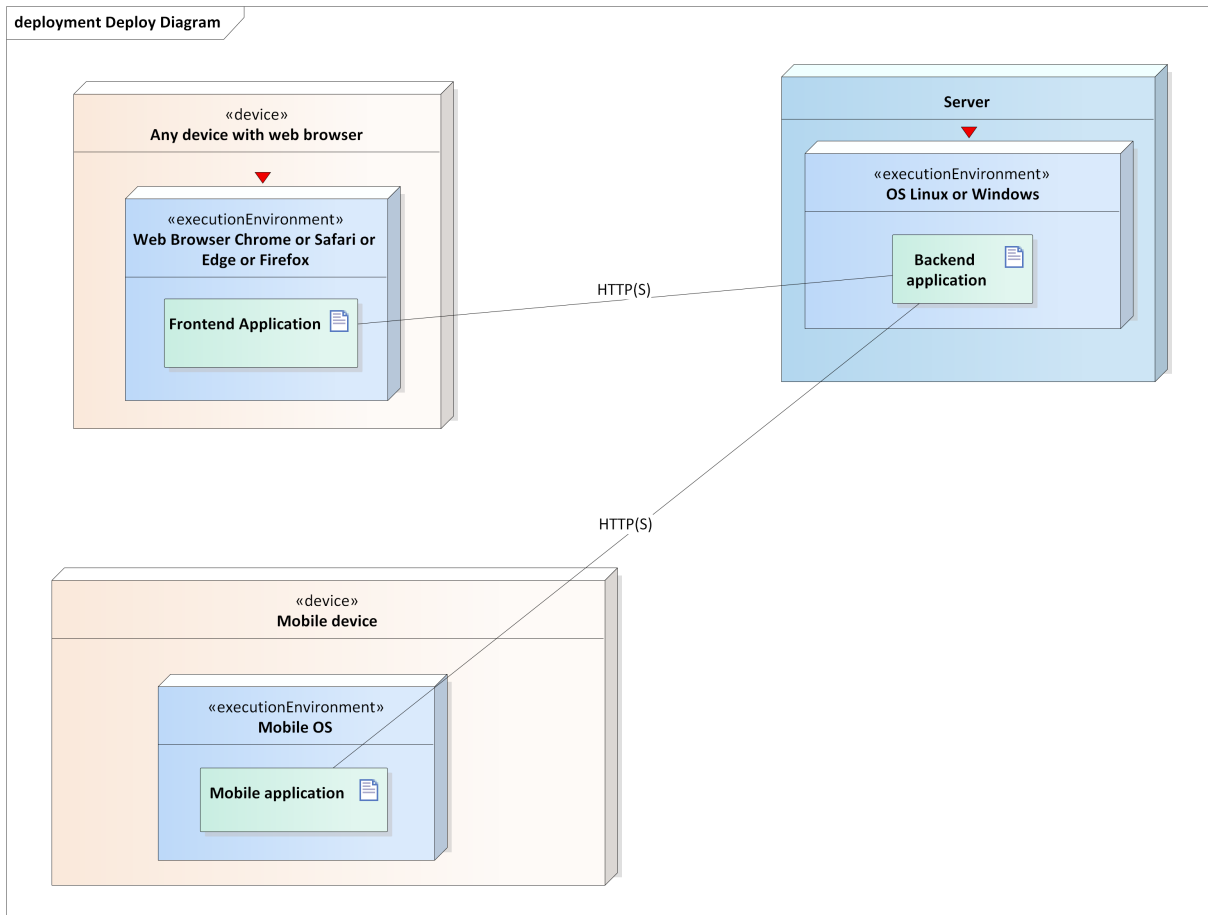 deployment Deploy Diagram
«device»
Any device with web browser
«executionEnvironment»
Web Browser Chrome or Safari or
Edge or Firefox
Frontend Application
HTTP(S)
Server
«executionEnvironment»
OS Linux or Windows
Backend
application
HTTP(S)
«device»
Mobile device
«executionEnvironment»
Mobile OS
Mobile application